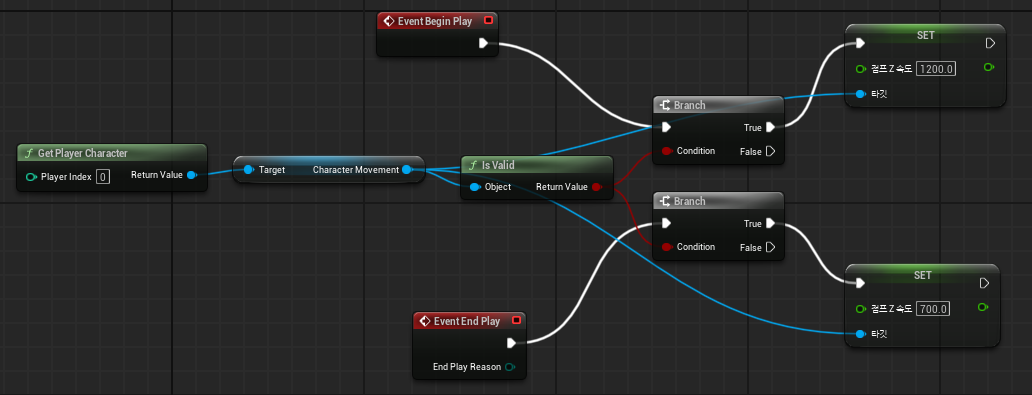 Event Begin Play
SET
점프 Z 속도 1200.0
타깃
Branch
True
Condition
False
Get Player Character
Player Index 0
Return Value
Target
Character Movement
f Is Valid
Object
Return Value
Branch
True
Condition
False
SET
점프 Z 속도 700.0
타깃
Event End Play
End Play Reason